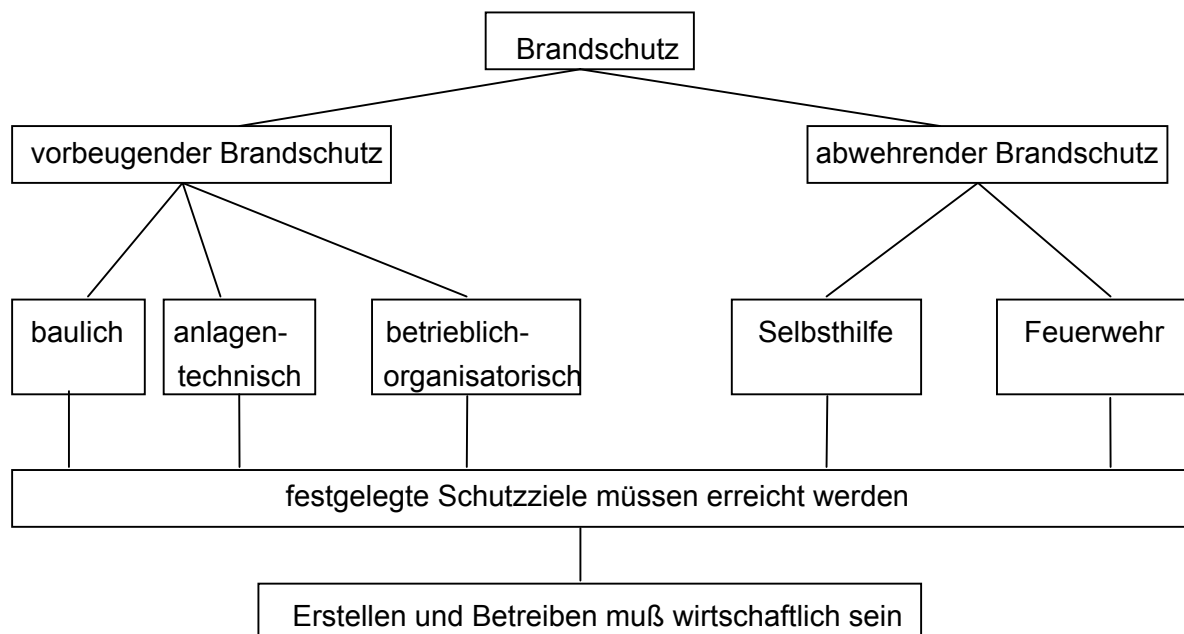 Brandschutz
vorbeugender Brandschutz
abwehrender Brandschutz
baulich
anlagen-
technisch
betrieblich-
organisatorisch
Selbsthilfe
Feuerwehr
festgelegte Schutzziele müssen erreicht werden
Erstellen und Betreiben muß wirtschaftlich sein